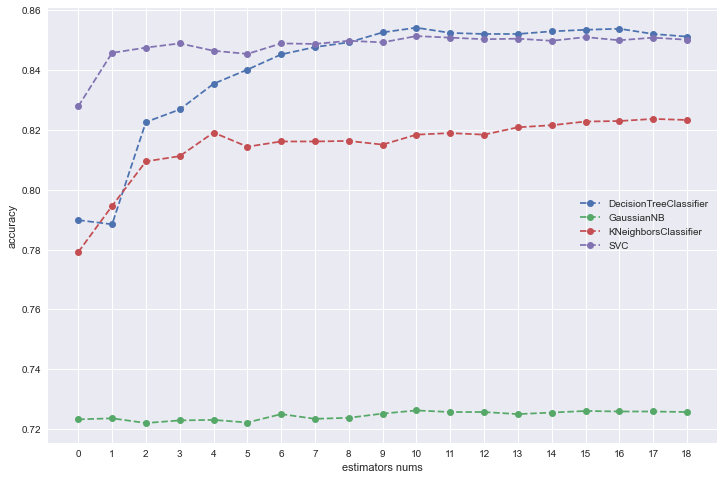 0.86
0.84
0.82
0.80
0.78
0.76
0.74
0.72
accuracy
DecisionTreeClassifier
GaussianNB
KNeighborsClassifier
SVC
0 1 2 3 4 5 6 7 8 9 10 11 12 13 14 15 16 17 18
estimators nums